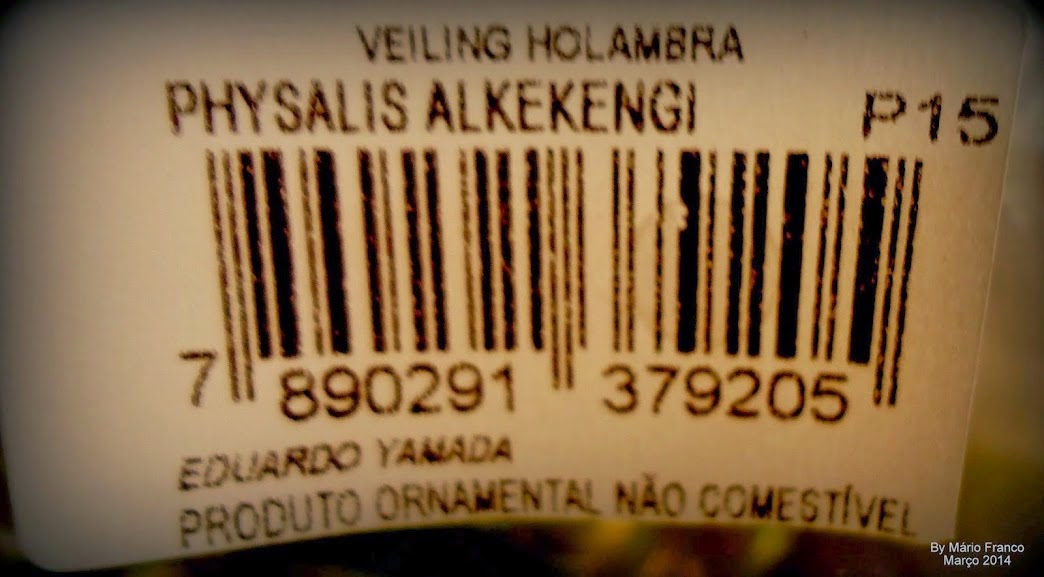 VEILING HOLAMBRA
PHYSALIS ALKEKENGI P15
7 890291 379205
EDUARDO YAMADA
PRODUTO ORNAMENTAL NÃO COMESTÍVEL
By Mário Franco
Março 2014